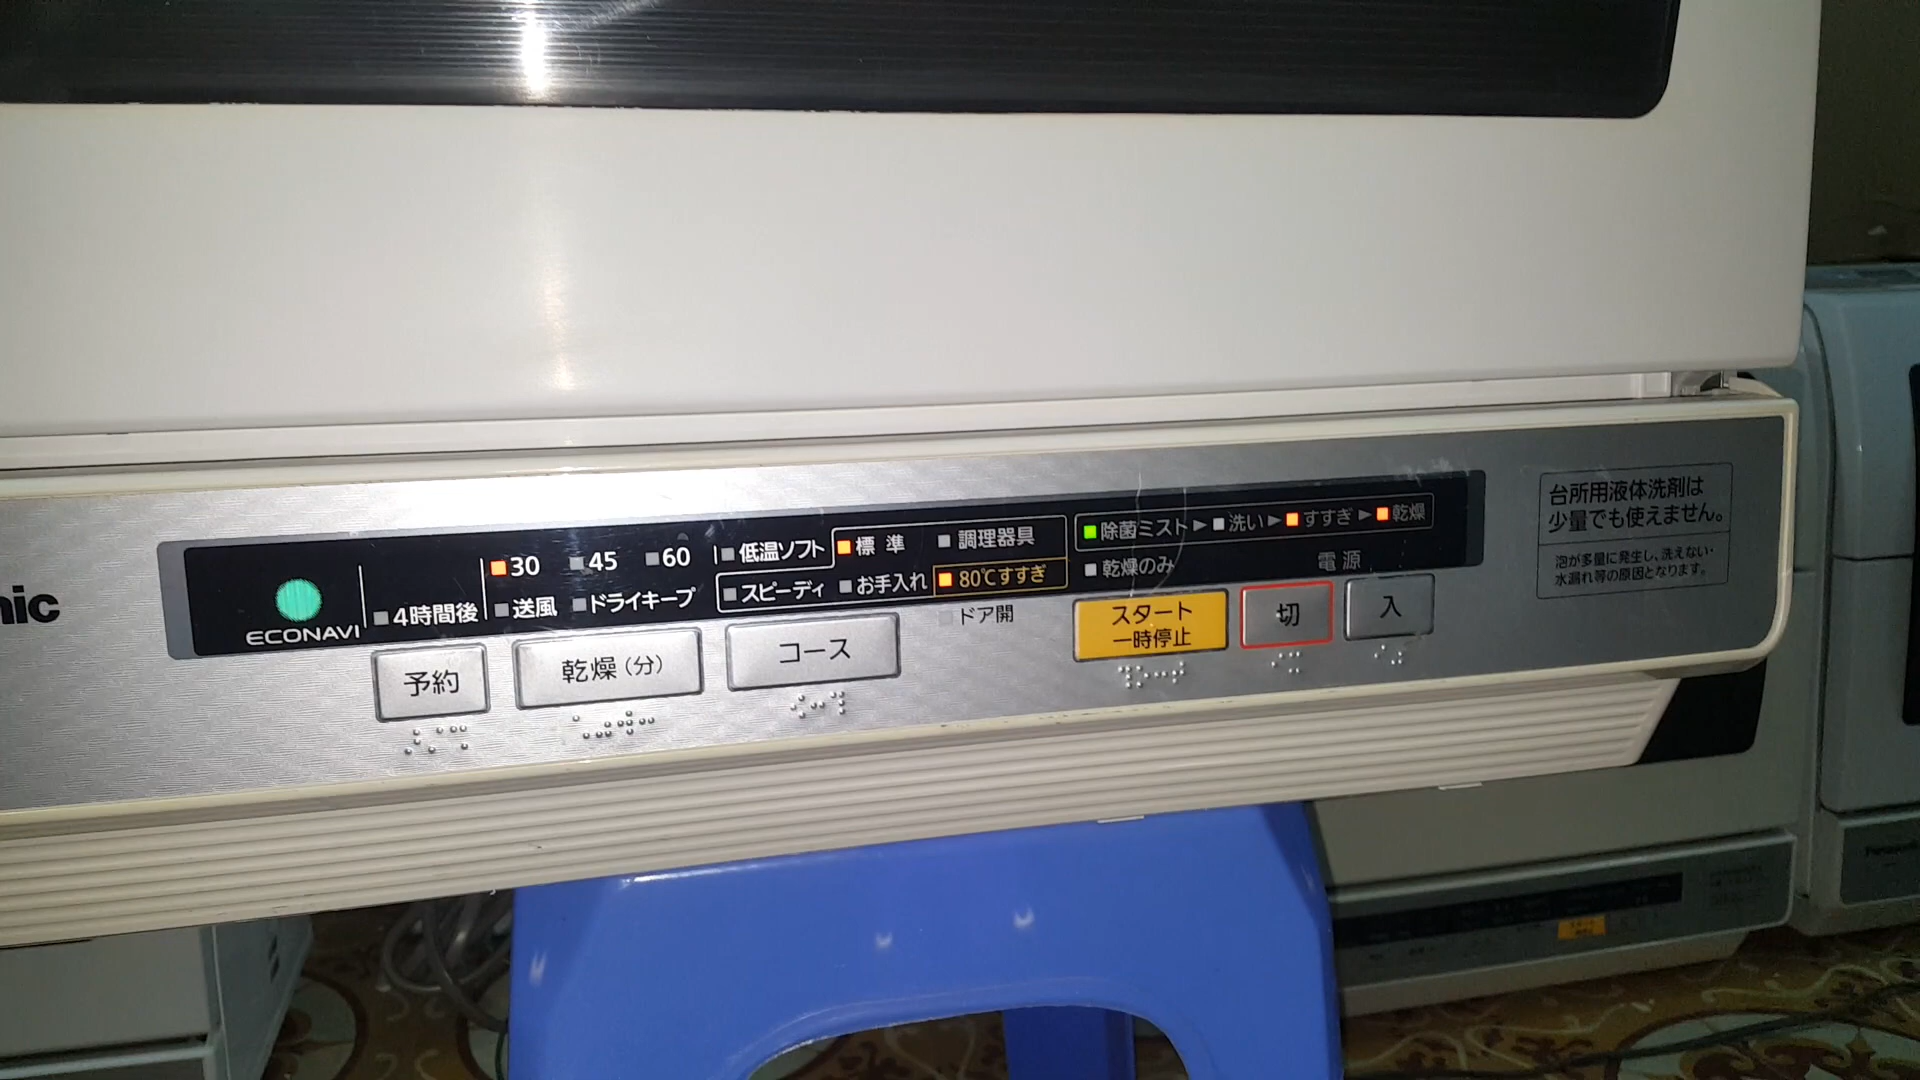 nic
ECONAVI
4時間後
30 45 60
送風 ドライキープ
低温ソフト 標準 調理器具
スピーディ お手入れ 80℃すすぎ
ドア開
除菌ミスト▶洗い▶すすぎ▶乾燥
乾燥のみ
電源
予約
乾燥(分)
コース
スタート
一時停止
切
入
台所用液体洗剤は
少量でも使えません。
泡が多量に発生し、洗えない・
水漏れ等の原因となります。
Panasonic